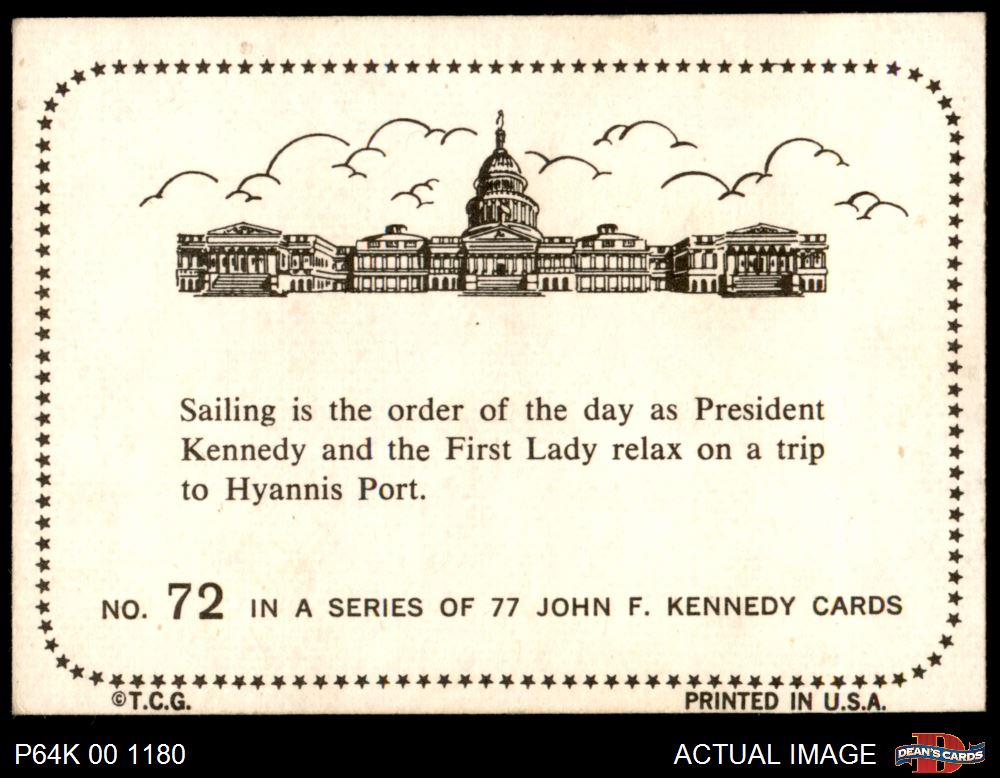 Sailing is the order of the day as President
Kennedy and the First Lady relax on a trip
to Hyannis Port.
NO. 72 IN A SERIES OF 77 JOHN F. KENNEDY CARDS
©T.C.G. PRINTED IN U.S.A.
P64K 00 1180 ACTUAL IMAGE DEAN'S CARDS